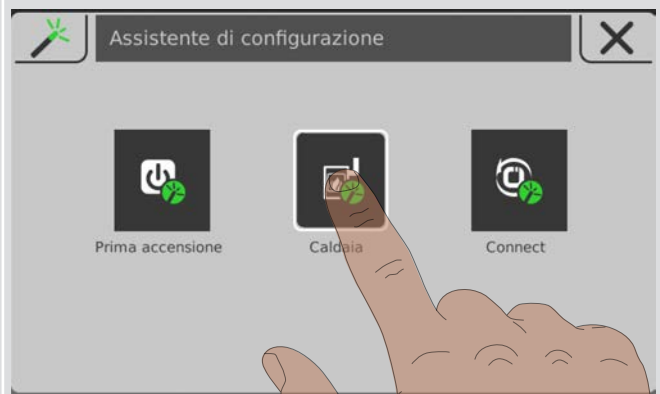 Assistente di configurazione
Prima accensione
Caldaia
Connect